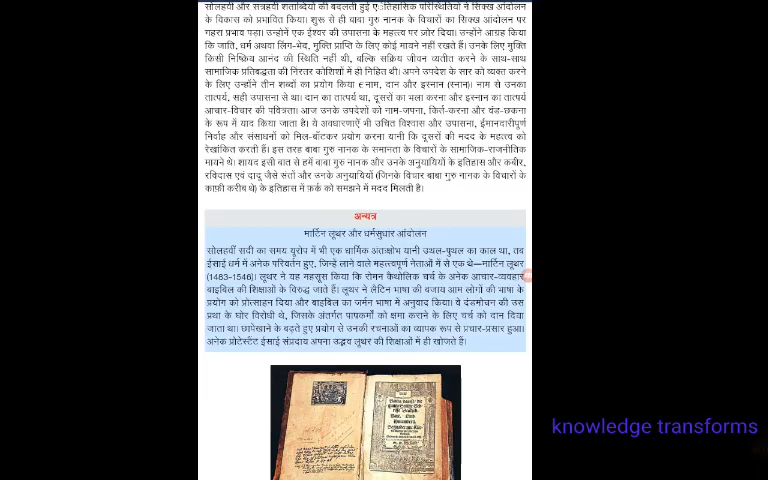 सोलहवीं और सत्रहवीं शताब्दियों की बदलती हुई ऐतिहासिक परिस्थितियों ने सिक्ख आंदोलन
के विकास को प्रभावित किया। शुरू से ही बाबा गुरु नानक के विचारों का सिक्ख आंदोलन पर
गहरा प्रभाव पड़ा। उन्होंने एक ईश्वर की उपासना के महत्त्व पर ज़ोर दिया। उन्होंने आग्रह किया
कि जाति, धर्म अथवा लिंग-भेद, मुक्ति प्राप्ति के लिए कोई मायने नहीं रखते हैं। उनके लिए मुक्ति
किसी निष्क्रिय आनंद की स्थिति नहीं थी, बल्कि सक्रिय जीवन व्यतीत करने के साथ-साथ
सामाजिक प्रतिबद्धता की निरंतर कोशिशों में ही निहित थी। अपने उपदेश के सार को व्यक्त करने
के लिए उन्होंने तीन शब्दों का प्रयोग किया ः नाम, दान और इस्नान (स्नान)। नाम से उनका
तात्पर्य, सही उपासना से था। दान का तात्पर्य था, दूसरों का भला करना और इस्नान का तात्पर्य
आचार-विचार की पवित्रता। आज उनके उपदेशों को नाम-जपना, किर्त-करना और वंड-छकना
के रूप में याद किया जाता है। ये अवधारणाएँ भी उचित विश्वास और उपासना, ईमानदारीपूर्ण
निर्वाह और संसाधनों को मिल-बाँटकर प्रयोग करना यानी कि दूसरों की मदद के महत्त्व को
रेखांकित करती हैं। इस तरह बाबा गुरु नानक के समानता के विचारों के सामाजिक-राजनीतिक
मायने थे। शायद इसी बात से हमें बाबा गुरु नानक और उनके अनुयायियों के इतिहास और कबीर,
रविदास एवं दादू जैसे संतों और उनके अनुयायियों (जिनके विचार बाबा गुरु नानक के विचारों के
काफ़ी करीब थे) के इतिहास में फ़र्क को समझने में मदद मिलती है।
अन्यत्र
मार्टिन लूथर और धर्मसुधार आंदोलन
सोलहवीं सदी का समय यूरोप में भी एक धार्मिक अंतःक्षोभ यानी उथल-पुथल का काल था, तब
ईसाई धर्म में अनेक परिवर्तन हुए, जिन्हें लाने वाले महत्त्वपूर्ण नेताओं में से एक थे—मार्टिन लूथर
(1483-1546)। लूथर ने यह महसूस किया कि रोमन कैथोलिक चर्च के अनेक आचार-व्यवहार
बाइबिल की शिक्षाओं के विरुद्ध जाते हैं। लूथर ने लैटिन भाषा की बजाय आम लोगों की भाषा के
प्रयोग को प्रोत्साहन दिया और बाइबिल का जर्मन भाषा में अनुवाद किया। वे दंडमोचन की उस
प्रथा के घोर विरोधी थे, जिसके अंतर्गत पापकर्मों को क्षमा कराने के लिए चर्च को दान दिया
जाता था। छापेखाने के बढ़ते हुए प्रयोग से उनकी रचनाओं का व्यापक रूप से प्रचार-प्रसार हुआ।
अनेक प्रोटेस्टेंट ईसाई संप्रदाय अपना उद्भव लूथर की शिक्षाओं में ही खोजते हैं।
knowledge transforms